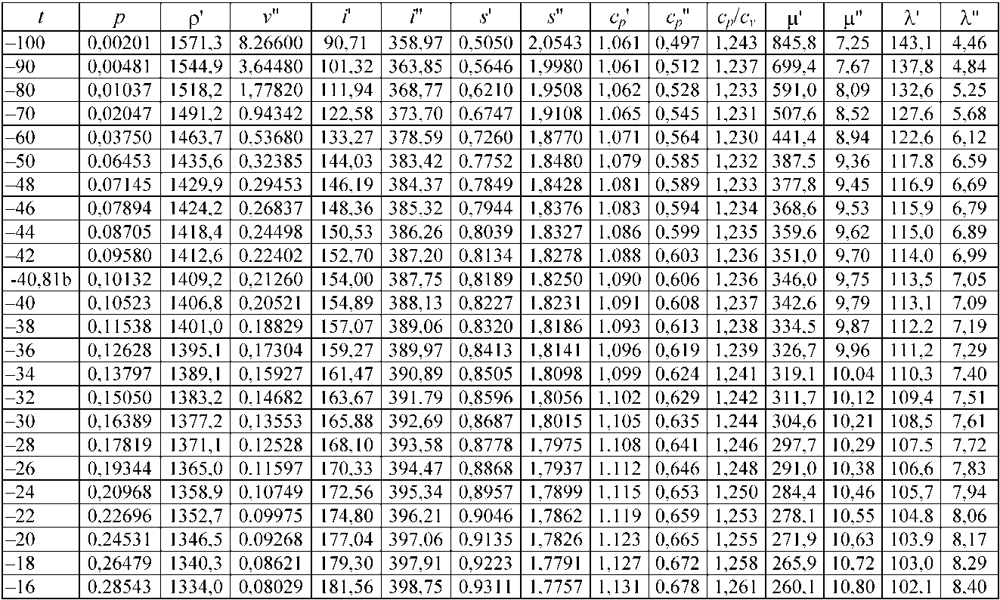 t p ρ' v" i' i" s' s" cp' cp" cp/cv μ' μ" λ' λ"
–100 0,00201 1571,3 8.26600 90,71 358,97 0,5050 2,0543 1,061 0,497 1,243 845,8 7,25 143,1 4,46
–90 0,00481 1544,9 3.64480 101,32 363,85 0,5646 1,9980 1,061 0,512 1,237 699,4 7,67 137,8 4,84
–80 0,01037 1518,2 1,77820 111,94 368,77 0,6210 1,9508 1,062 0,528 1,233 591,0 8,09 132,6 5,25
–70 0,02047 1491,2 0.94342 122,58 373,70 0,6747 1,9108 1.065 0,545 1,231 507,6 8,52 127,6 5,68
–60 0,03750 1463,7 0.53680 133,27 378.59 0,7260 1,8770 1.071 0,564 1,230 441,4 8,94 122,6 6,12
–50 0.06453 1435,6 0.32385 144,03 383,42 0.7752 1,8480 1,079 0,585 1,232 387,5 9,36 117,8 6,59
–48 0.07145 1429,9 0.29453 146,19 384,37 0.7849 1,8428 1.081 0,589 1,233 377,8 9,45 116,9 6,69
–46 0,07894 1424,2 0,26837 148,36 385,32 0,7944 1,8376 1,083 0,594 1,234 368,6 9,53 115,9 6,79
–44 0,08705 1418,4 0,24498 150,53 386,26 0,8039 1,8327 1,086 0,599 1,235 359,6 9,62 115,0 6,89
–42 0,09580 1412,6 0,22402 152,70 387,20 0,8134 1,8278 1.088 0,603 1,236 351,0 9,70 114,0 6,99
-40,81b 0,10132 1409,2 0,21260 154,00 387,75 0,8189 1,8250 1,090 0,606 1,236 346,0 9,75 113,5 7,05
–40 0,10523 1406,8 0,20521 154,89 388,13 0,8227 1,8231 1,091 0,608 1,237 342,6 9,79 113,1 7,09
–38 0,11538 1401,0 0.18829 157,07 389.06 0,8320 1,8186 1.093 0,613 1,238 334.5 9,87 112.2 7,19
–36 0,12628 1395,1 0,17304 159,27 389,97 0,8413 1,8141 1,096 0,619 1,239 326,7 9,96 111,2 7,29
–34 0,13797 1389,1 0,15927 161,47 390,89 0,8505 1,8098 1,099 0,624 1,241 319,1 10,04 110,3 7,40
–32 0,15050 1383,2 0,14682 163,67 391.79 0,8596 1,8056 1.102 0,629 1,242 311,7 10,12 109,4 7,51
–30 0,16389 1377,2 0,13553 165,88 392,69 0,8687 1,8015 1,105 0,635 1,244 304,6 10,21 108,5 7,61
–28 0,17819 1371,1 0,12528 168,10 393,58 0,8778 1,7975 1.108 0,641 1,246 297,7 10,29 107.5 7,72
–26 0,19344 1365,0 0,11597 170,33 394,47 0,8868 1,7937 1.112 0,646 1,248 291,0 10,38 106,6 7,83
–24 0,20968 1358,9 0,10749 172,56 395,34 0,8957 1,7899 1,115 0,653 1,250 284,4 10,46 105,7 7,94
–22 0,22696 1352,7 0.09975 174,80 396,21 0.9046 1,7862 1.119 0,659 1,253 278,1 10,55 104.8 8,06
–20 0.24531 1346,5 0.09268 177,04 397,06 0,9135 1,7826 1.123 0,665 1,255 271,9 10,63 103,9 8,17
–18 0,26479 1340,3 0,08621 179,30 397,91 0,9223 1,7791 1,127 0,672 1,258 265,9 10,72 103,0 8,29
–16 0,28543 1334,0 0,08029 181,56 398,75 0,9311 1,7757 1,131 0,678 1,261 260,1 10,80 102,1 8,40